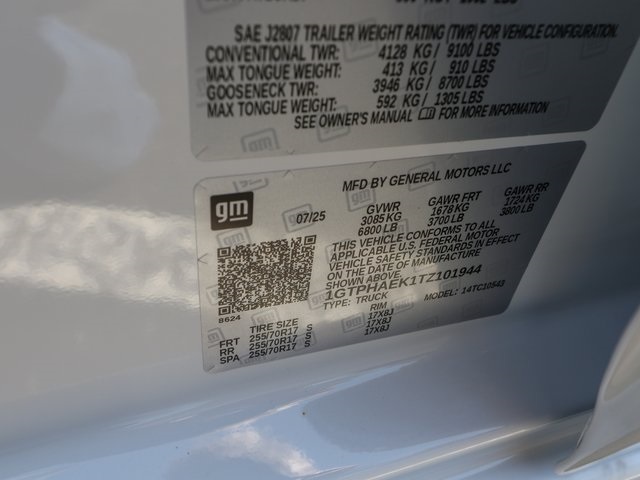 SAE J2807 TRAILER WEIGHT RATING (TWR) FOR VEHICLE CONFIGURATION.
CONVENTIONAL TWR: 4128 KG/ 9100 LBS
MAX TONGUE WEIGHT: 413 KG/ 910 LBS
GOOSENECK TWR: 3946 KG/ 8700 LBS
MAX TONGUE WEIGHT: 592 KG/ 1305 LBS
SEE OWNER'S MANUAL gm FOR MORE INFORMATION
MFD BY GENERAL MOTORS LLC
gm
07/25 GVWR GAWR FRT GAWR RR
3085 KG 1678 KG 1724 KG
6800 LB 3700 LB 3800 LB
THIS VEHICLE CONFORMS TO ALL
APPLICABLE U.S. FEDERAL MOTOR
VEHICLE SAFETY STANDARDS IN EFFECT
ON THE DATE OF MANUFACTURE
SHOWN ABOVE.
1GTPHAEK1TZ101944
TYPE: TRUCK MODEL: 14TC10543
8624
TIRE SIZE RIM
FRT 255/70R17 S 17X8J
RR 255/70R17 S 17X8J
SPA 255/70R17 S 17X8J